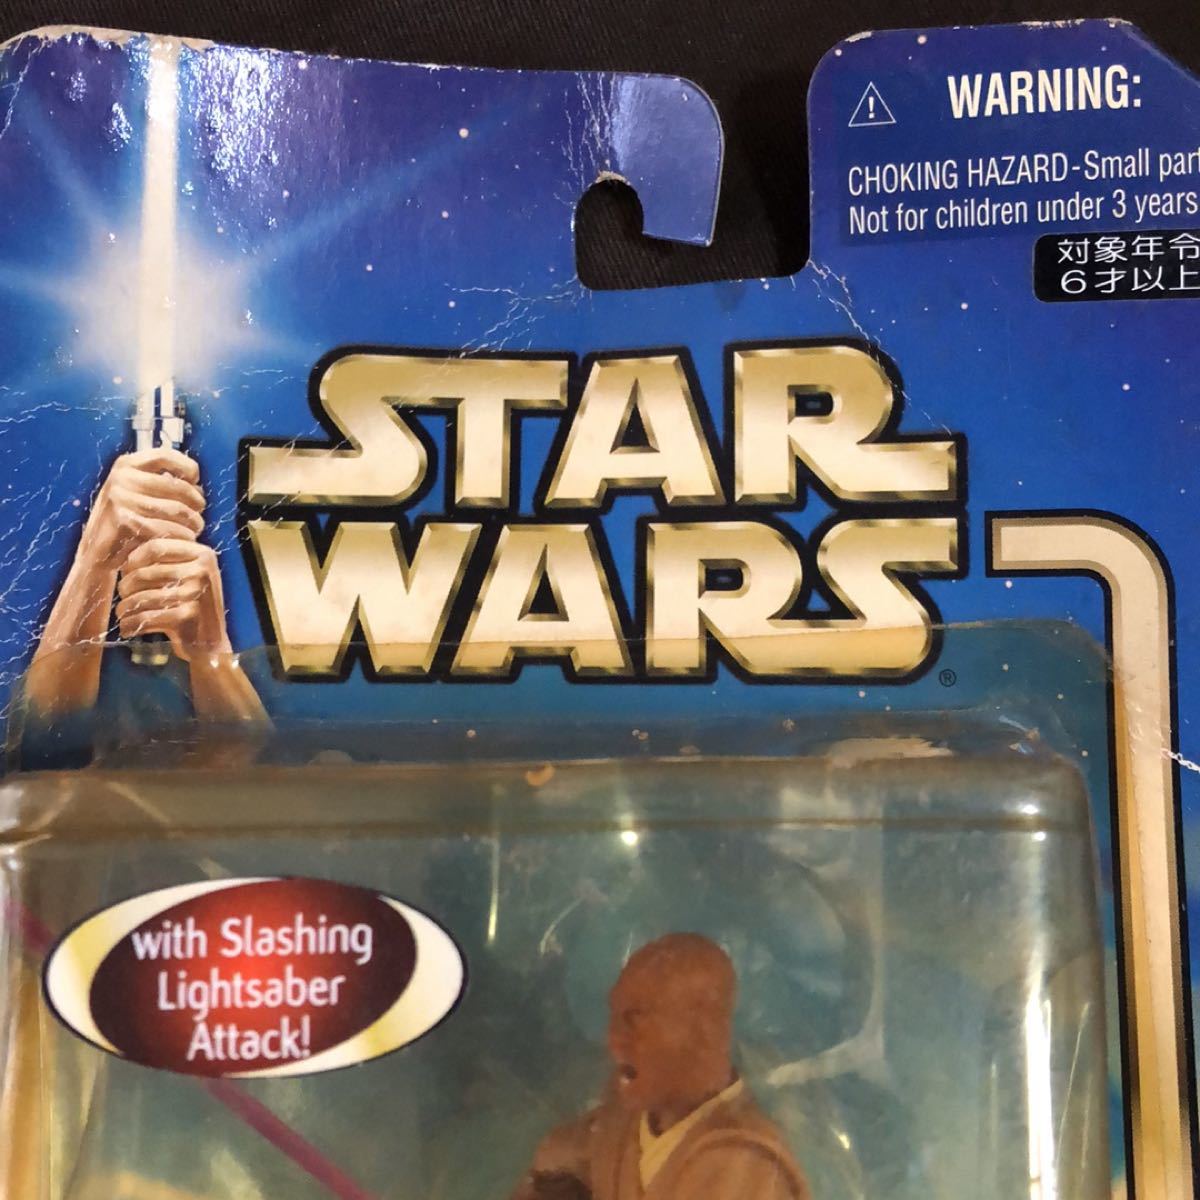 WARNING:
CHOKING HAZARD-Small part
Not for children under 3 years
対象年令
6才以上
STAR
WARS
®
with Slashing
Lightsaber
Attack!